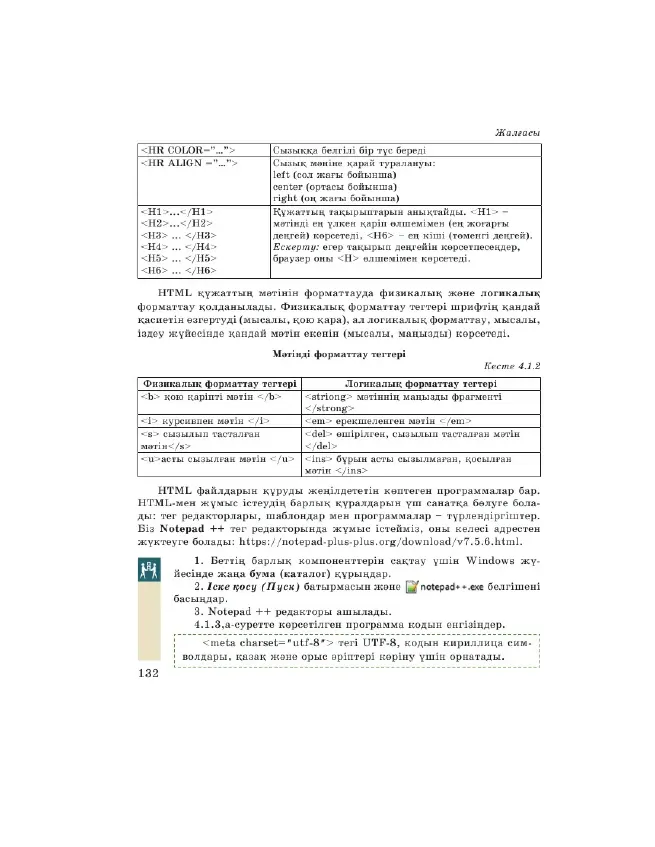 Жалғасы
<HR COLOR="..."> Сызыққа белгілі бір түс береді
<HR ALIGN ="..."> Сызық мәніне қарай туралануы:
left (сол жағы бойынша)
center (ортасы бойынша)
right (оң жағы бойынша)
<H1>...</H1> Құжаттың тақырыптарын анықтайды. <H1> –
<H2>...</H2> мәтінді ең үлкен қаріп өлшемімен (ең жоғарғы
<H3> ... </H3> деңгей) көрсетеді, <H6> – ең кіші (төменгі деңгей).
<H4> ... </H4> Ескерту: егер тақырып деңгейін көрсетпесеңдер,
<H5> ... </H5> браузер оны <H> өлшемімен көрсетеді.
<H6> ... </H6>
HTML құжаттың мәтінін форматтауда физикалық және логикалық
форматтау қолданылады. Физикалық форматтау тегтері шрифтің қандай
қасиетін өзгертуді (мысалы, қою қара), ал логикалық форматтау, мысалы,
іздеу жүйесінде қандай мәтін екенін (мысалы, маңызды) көрсетеді.
Мәтінді форматтау тегтері
Кесте 4.1.2
Физикалық форматтау тегтері Логикалық форматтау тегтері
<b> қою қаріпті мәтін </b> <striong> мәтіннің маңызды фрагменті
</strong>
<i> курсивпен мәтін </i> <em> ерекшеленген мәтін </em>
<s> сызылып тасталған <del> өшірілген, сызылып тасталған мәтін
мәтін</s> </del>
<u>асты сызылған мәтін </u> <ins> бұрын асты сызылмаған, қосылған
мәтін </ins>
HTML файлдарын құруды жеңілдететін көптеген программалар бар.
HTML-мен жұмыс істеудің барлық құралдарын үш санатқа бөлуге бола-
ды: тег редакторлары, шаблондар мен программалар – түрлендіргіштер.
Біз Notepad ++ тег редакторында жұмыс істейміз, оны келесі адрестен
жүктеуге болады: https://notepad-plus-plus.org/download/v7.5.6.html.
1. Беттің барлық компоненттерін сақтау үшін Windows жү-
йесінде жаңа бума (каталог) құрыңдар.
2. Іске қосу (Пуск) батырмасын және notepad++.exe белгішені
басыңдар.
3. Notepad ++ редакторы ашылады.
4.1.3,а-суретте көрсетілген программа кодын енгізіңдер.
<meta charset="utf-8"> тегі UTF-8, кодын кириллица сим-
волдары, қазақ және орыс әріптері көріну үшін орнатады.
132